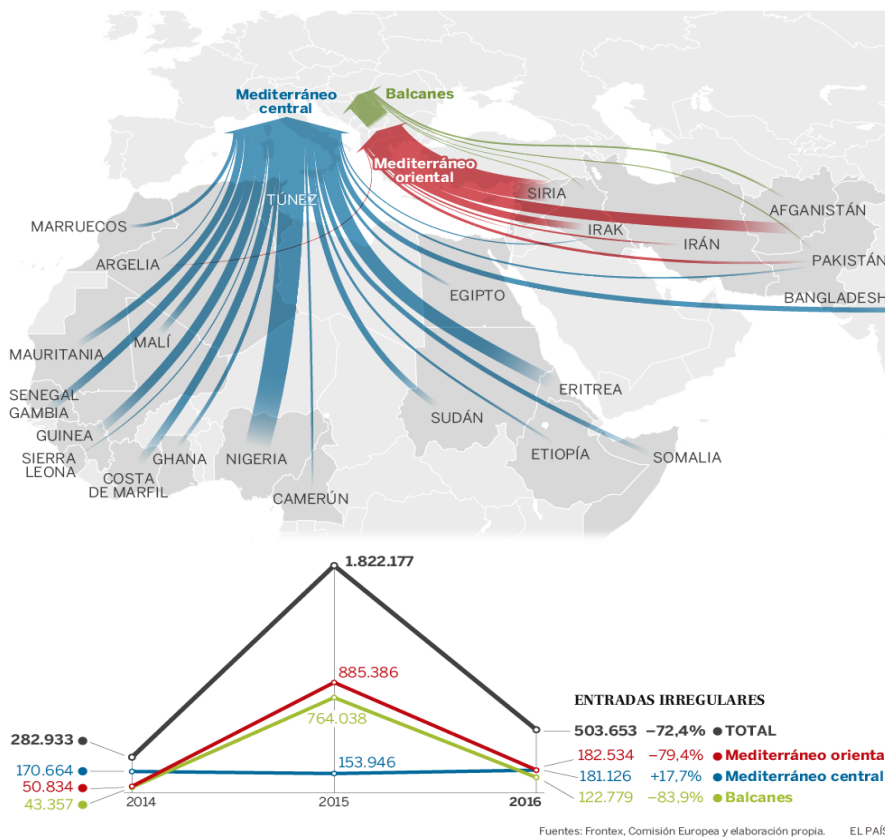 Mediterráneo
central
Balcanes
Mediterráneo
oriental
TÚNEZ
SIRIA
MARRUECOS
IRAK
AFGANISTÁN
IRÁN
ARGELIA
PAKISTÁN
EGIPTO
BANGLADESH
MALÍ
MAURITANIA
SENEGAL
GAMBIA
ERITREA
SUDÁN
GUINEA
ETIOPÍA
SOMALIA
SIERRA
LEONA
GHANA
NIGERIA
COSTA
DE MARFIL
CAMERÚN
1.822.177
885.386
764.038
153.946
282.933
170.664
50.834
43.357
2014
2015
2016
ENTRADAS IRREGULARES
503.653 –72,4% TOTAL
182.534 –79,4% Mediterráneo orienta
181.126 +17,7% Mediterráneo central
122.779 –83,9% Balcanes
Fuentes: Frontex, Comisión Europea y elaboración propia. EL PAÍS